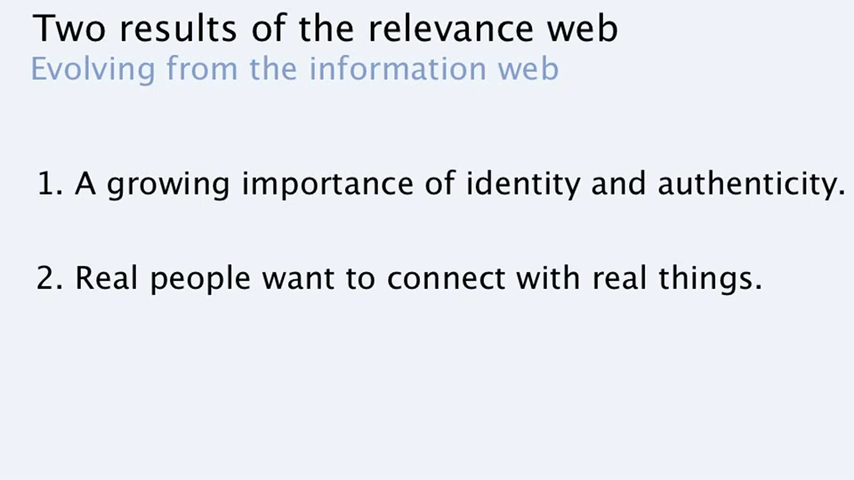 Two results of the relevance web
Evolving from the information web
1. A growing importance of identity and authenticity.
2. Real people want to connect with real things.